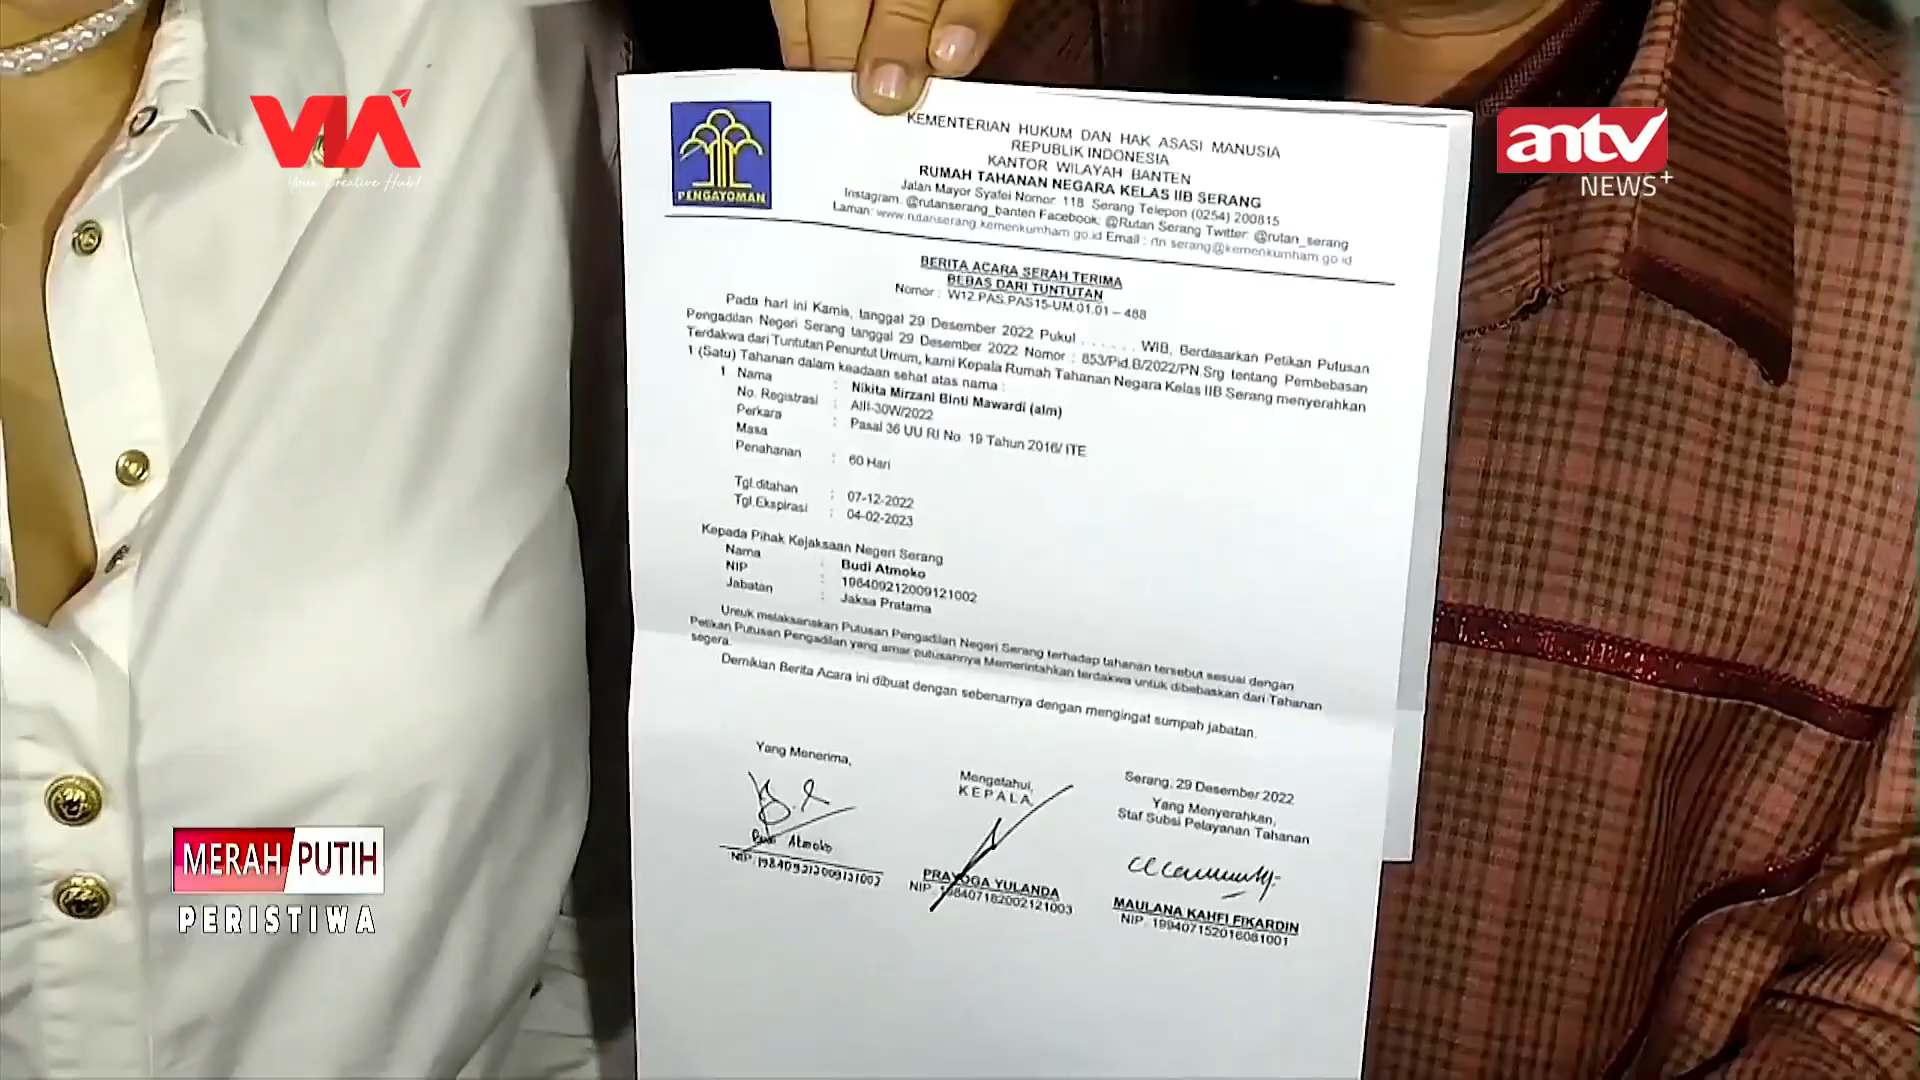 VIA
Your Creative Hub!
antv
NEWS+
PENGAYOMAN
KEMENTERIAN HUKUM DAN HAK ASASI MANUSIA
REPUBLIK INDONESIA
KANTOR WILAYAH BANTEN
RUMAH TAHANAN NEGARA KELAS IIB SERANG
Jalan Mayor Syafei Nomor 118 Serang Telepon (0254) 200815
Instagram: @rutanserang_banten Facebook: @Rutan Serang Twitter: @rutan_serang
Laman: www.rutanserang.kemenkumham.go.id Email : rtn serang@kemenkumham.go.id
BERITA ACARA SERAH TERIMA
BEBAS DARI TUNTUTAN
Nomor : W12.PAS.PAS15-UM.01.01 – 488
Pada hari ini Kamis, tanggal 29 Desember 2022 Pukul . . . . . . WIB, Berdasarkan Petikan Putusan
Pengadilan Negeri Serang tanggal 29 Desember 2022 Nomor : 853/Pid.B/2022/PN.Srg tentang Pembebasan
Terdakwa dari Tuntutan Penuntut Umum, kami Kepala Rumah Tahanan Negara Kelas IIB Serang menyerahkan
1 (Satu) Tahanan dalam keadaan sehat atas nama :
1 Nama : Nikita Mirzani Binti Mawardi (alm)
No. Registrasi : AIII-30W/2022
Perkara : Pasal 36 UU RI No. 19 Tahun 2016/ ITE
Masa
Penahanan : 60 Hari
Tgl.ditahan : 07-12-2022
Tgl.Ekspirasi : 04-02-2023
Kepada Pihak Kejaksaan Negeri Serang
Nama : Budi Atmoko
NIP : 198409212009121002
Jabatan : Jaksa Pratama
Untuk melaksanakan Putusan Pengadilan Negeri Serang terhadap tahanan tersebut sesuai dengan
Petikan Putusan Pengadilan yang amar putusannya Memerintahkan terdakwa untuk dibebaskan dari Tahanan
segera.
Demikian Berita Acara ini dibuat dengan sebenarnya dengan mengingat sumpah jabatan.
Yang Menerima,
Budi Atmoko
NIP. 198409212009121002
Mengetahui,
KEPALA
PRAYOGA YULANDA
NIP. 198407182002121003
Serang, 29 Desember 2022
Yang Menyerahkan,
Staf Subsi Pelayanan Tahanan
MAULANA KAHFI FIKARDIN
NIP. 199407152016081001
MERAH PUTIH
PERISTIWA